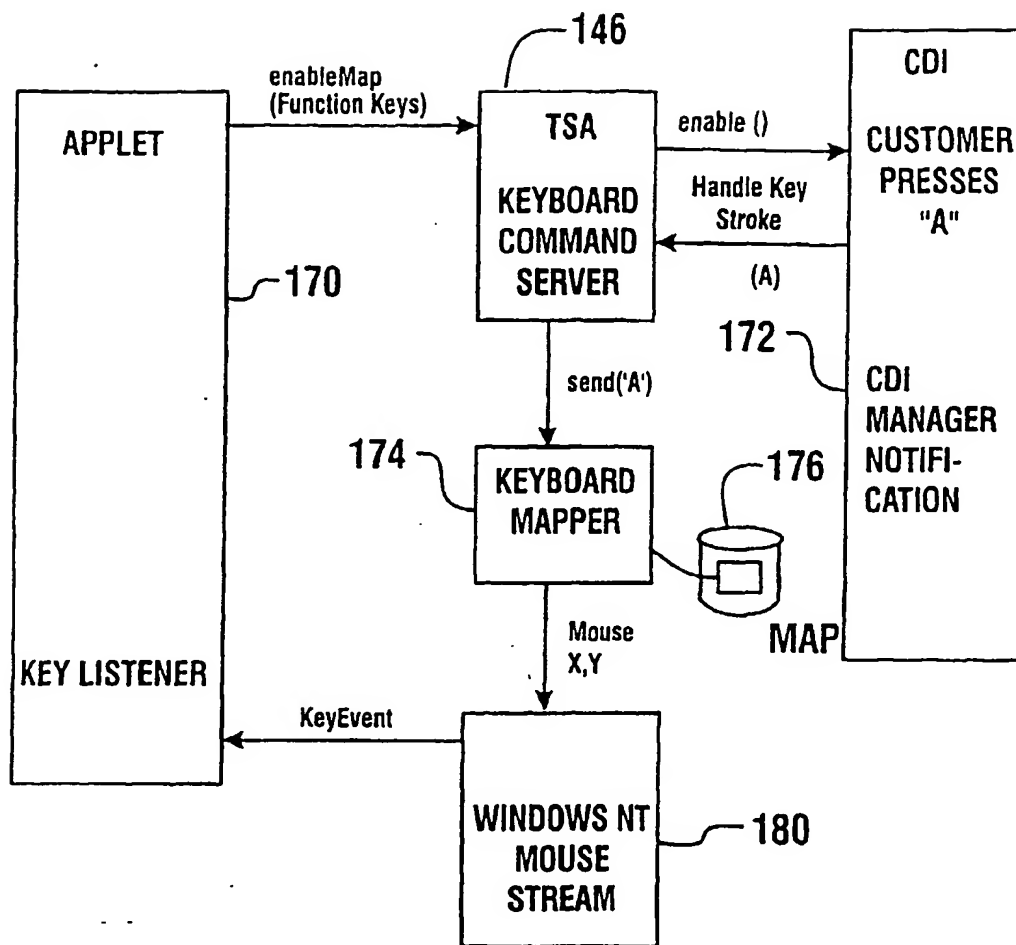 146
enableMap
(Function Keys)
APPLET
170
KEY LISTENER
TSA
KEYBOARD
COMMAND
SERVER
enable ()
Handle Key
Stroke
(A)
CDI
CUSTOMER
PRESSES
"A"
172
CDI
MANAGER
NOTIFI-
CATION
send('A')
174
KEYBOARD
MAPPER
176
MAP
Mouse
X,Y
KeyEvent
WINDOWS NT
MOUSE
STREAM
180